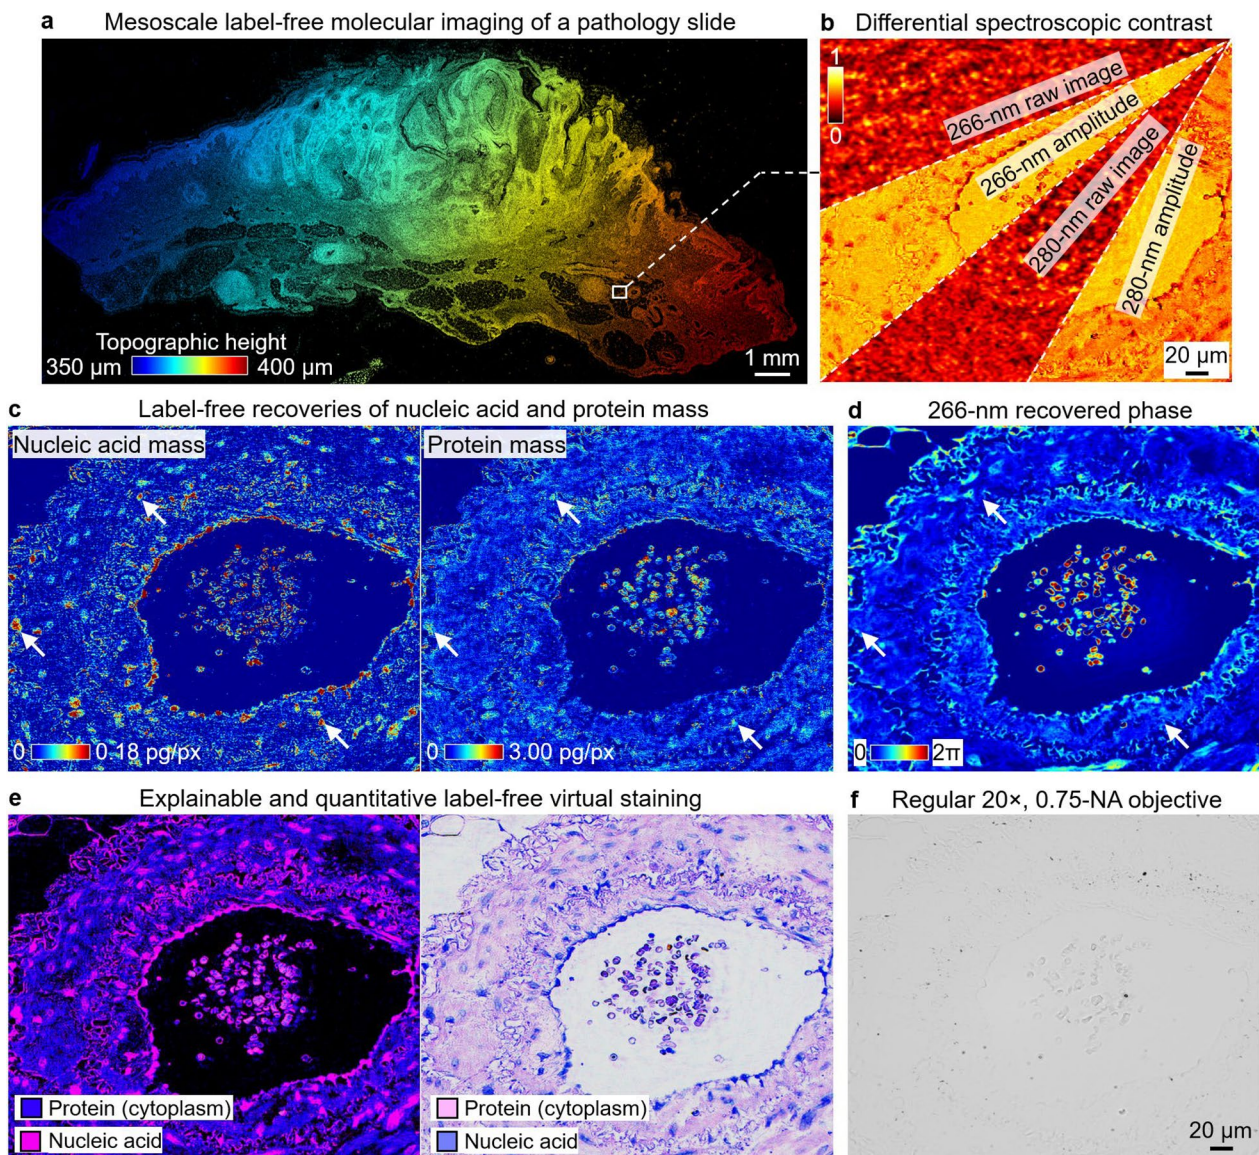 a Mesoscale label-free molecular imaging of a pathology slide
Topographic height
350 µm 400 µm
1 mm
b Differential spectroscopic contrast
1
0
266-nm raw image
266-nm amplitude
280-nm raw image
280-nm amplitude
20 µm
c Label-free recoveries of nucleic acid and protein mass
Nucleic acid mass
0 0.18 pg/px
Protein mass
0 3.00 pg/px
d 266-nm recovered phase
0 2π
e Explainable and quantitative label-free virtual staining
Protein (cytoplasm)
Nucleic acid
Protein (cytoplasm)
Nucleic acid
f Regular 20×, 0.75-NA objective
20 µm